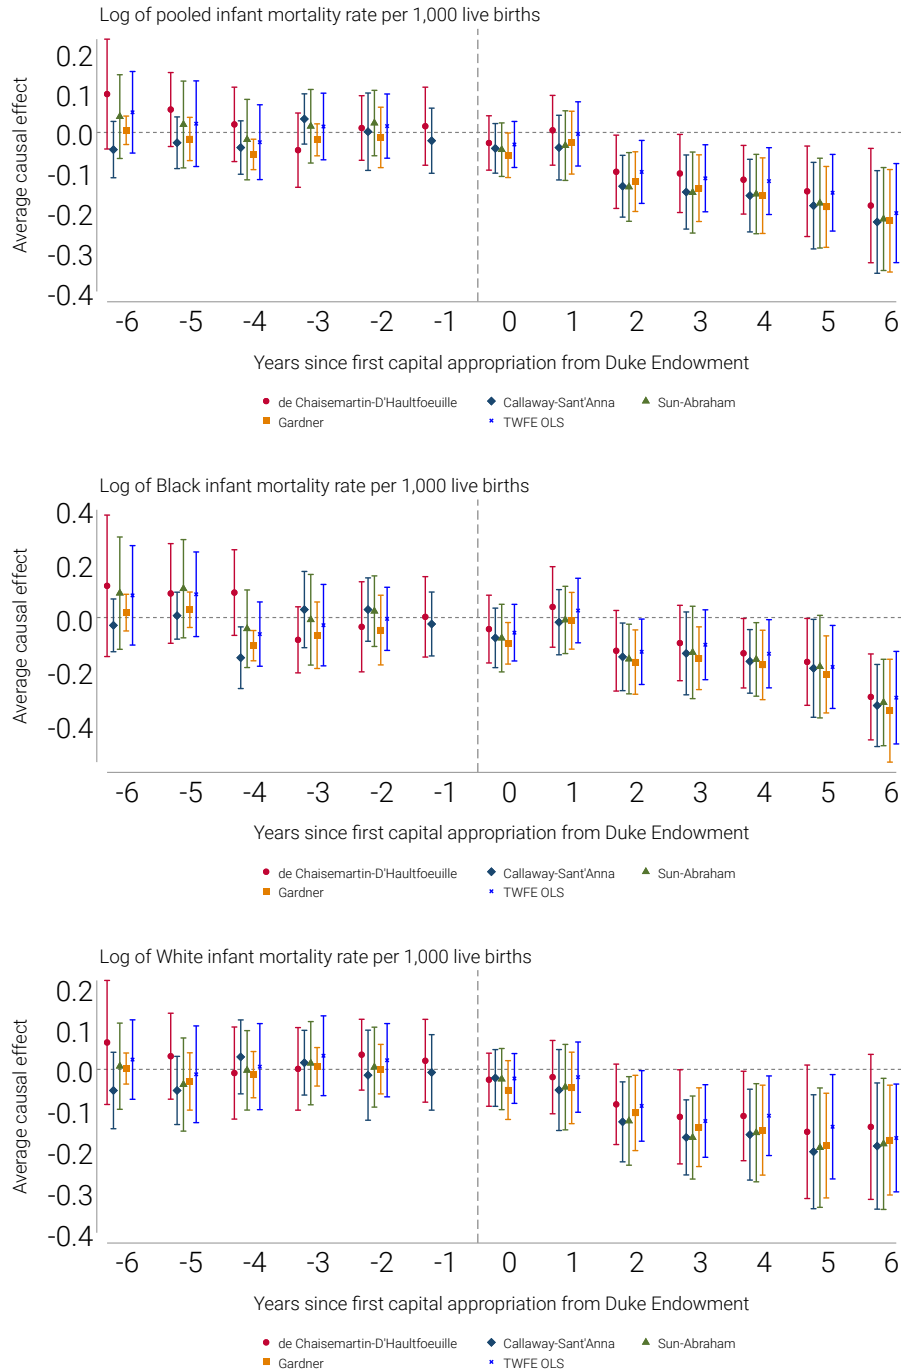 Log of pooled infant mortality rate per 1,000 live births
Average causal effect
0.2
0.1
0.0
-0.1
-0.2
-0.3
-0.4
-6 -5 -4 -3 -2 -1 0 1 2 3 4 5 6
Years since first capital appropriation from Duke Endowment
de Chaisemartin-D'Haultfoeuille Callaway-Sant'Anna Sun-Abraham
Gardner TWFE OLS
Log of Black infant mortality rate per 1,000 live births
Average causal effect
0.4
0.2
0.0
-0.2
-0.4
-6 -5 -4 -3 -2 -1 0 1 2 3 4 5 6
Years since first capital appropriation from Duke Endowment
de Chaisemartin-D'Haultfoeuille Callaway-Sant'Anna Sun-Abraham
Gardner TWFE OLS
Log of White infant mortality rate per 1,000 live births
Average causal effect
0.2
0.1
0.0
-0.1
-0.2
-0.3
-0.4
-6 -5 -4 -3 -2 -1 0 1 2 3 4 5 6
Years since first capital appropriation from Duke Endowment
de Chaisemartin-D'Haultfoeuille Callaway-Sant'Anna Sun-Abraham
Gardner TWFE OLS